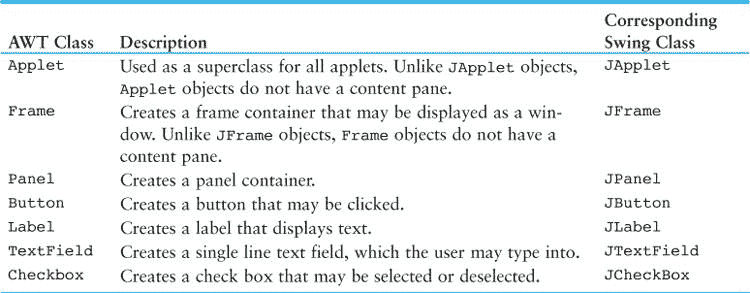 Corresponding
AWT Class Description Swing Class
Applet Used as a superclass for all applets. Unlike JApplet objects, JApplet
Applet objects do not have a content pane.
Frame Creates a frame container that may be displayed as a win- JFrame
dow. Unlike JFrame objects, Frame objects do not have a
content pane.
Panel Creates a panel container. JPanel
Button Creates a button that may be clicked. JButton
Label Creates a label that displays text. JLabel
TextField Creates a single line text field, which the user may type into. JTextField
Checkbox Creates a check box that may be selected or deselected. JCheckBox